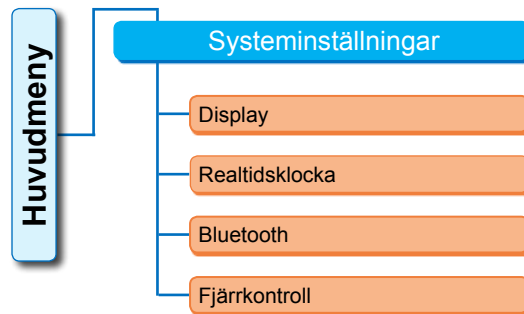 Huvudmeny
Systeminställningar
Display
Realtidsklocka
Bluetooth
Fjärrkontroll